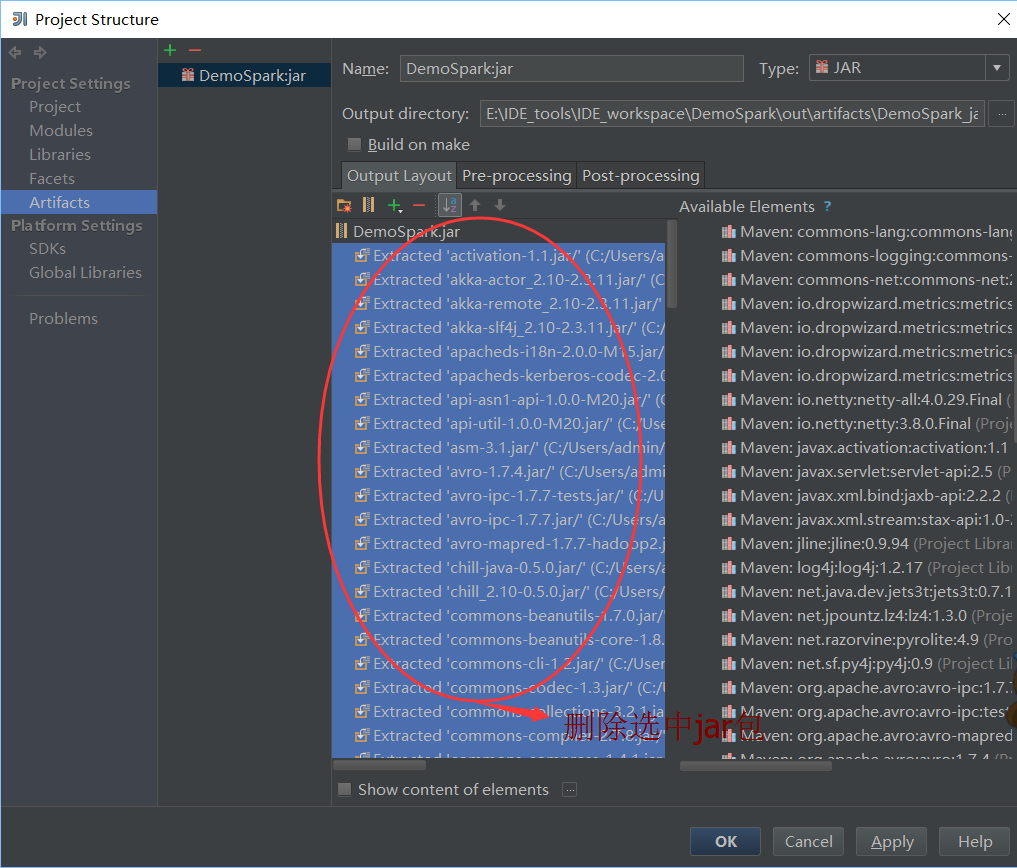 Project Structure
Project Settings
Project
Modules
Libraries
Facets
Artifacts
Platform Settings
SDKs
Global Libraries
Problems
DemoSpark:jar
Name: DemoSpark:jar
Type: JAR
Output directory: E:\IDE_tools\IDE_workspace\DemoSpark\out\artifacts\DemoSpark_ja
Build on make
Output Layout Pre-processing Post-processing
DemoSpark.jar
Extracted 'activation-1.1.jar/' (C:/Users/a
Extracted 'akka-actor_2.10-2.3.11.jar/' (C
Extracted 'akka-remote_2.10-2.3.11.jar/'
Extracted 'akka-slf4j_2.10-2.3.11.jar/' (C:/
Extracted 'apacheds-i18n-2.0.0-M15.jar/
Extracted 'apacheds-kerberos-codec-2.0
Extracted 'api-asn1-api-1.0.0-M20.jar/' (C
Extracted 'api-util-1.0.0-M20.jar/' (C:/Use
Extracted 'asm-3.1.jar/' (C:/Users/admin/
Extracted 'avro-1.7.4.jar/' (C:/Users/admi
Extracted 'avro-ipc-1.7.7-tests.jar/' (C:/U
Extracted 'avro-ipc-1.7.7.jar/' (C:/Users/a
Extracted 'avro-mapred-1.7.7-hadoop2.j
Extracted 'chill-java-0.5.0.jar/' (C:/Users/a
Extracted 'chill_2.10-0.5.0.jar/' (C:/Users/
Extracted 'commons-beanutils-1.7.0.jar/'
Extracted 'commons-beanutils-core-1.8.
Extracted 'commons-cli-1.2.jar/' (C:/User
Extracted 'commons-codec-1.3.jar/' (C:/U
Extracted 'commons-collections-3.2.1.ja
Extracted
删除选中jar包
Show content of elements
Available Elements ?
Maven: commons-lang:commons-lang
Maven: commons-logging:commons-
Maven: commons-net:commons-net:2
Maven: io.dropwizard.metrics:metrics
Maven: io.dropwizard.metrics:metrics
Maven: io.dropwizard.metrics:metrics
Maven: io.dropwizard.metrics:metrics
Maven: io.netty:netty-all:4.0.29.Final (
Maven: io.netty:netty:3.8.0.Final (Proj
Maven: javax.activation:activation:1.1
Maven: javax.servlet:servlet-api:2.5 (P
Maven: javax.xml.bind:jaxb-api:2.2.2 (
Maven: javax.xml.stream:stax-api:1.0-2
Maven: jline:jline:0.9.94 (Project Librar
Maven: log4j:log4j:1.2.17 (Project Libr
Maven: net.java.dev.jets3t:jets3t:0.7.1
Maven: net.jpountz.lz4:lz4:1.3.0 (Proje
Maven: net.razorvine:pyrolite:4.9 (Pro
Maven: net.sf.py4j:py4j:0.9 (Project Li
Maven: org.apache.avro:avro-ipc:1.7.
Maven: org.apache.avro:avro-ipc:test
Maven: org.apache.avro:avro-mapred
Maven: org.apache.avro:avro:1.7.4
OK Cancel Apply Help